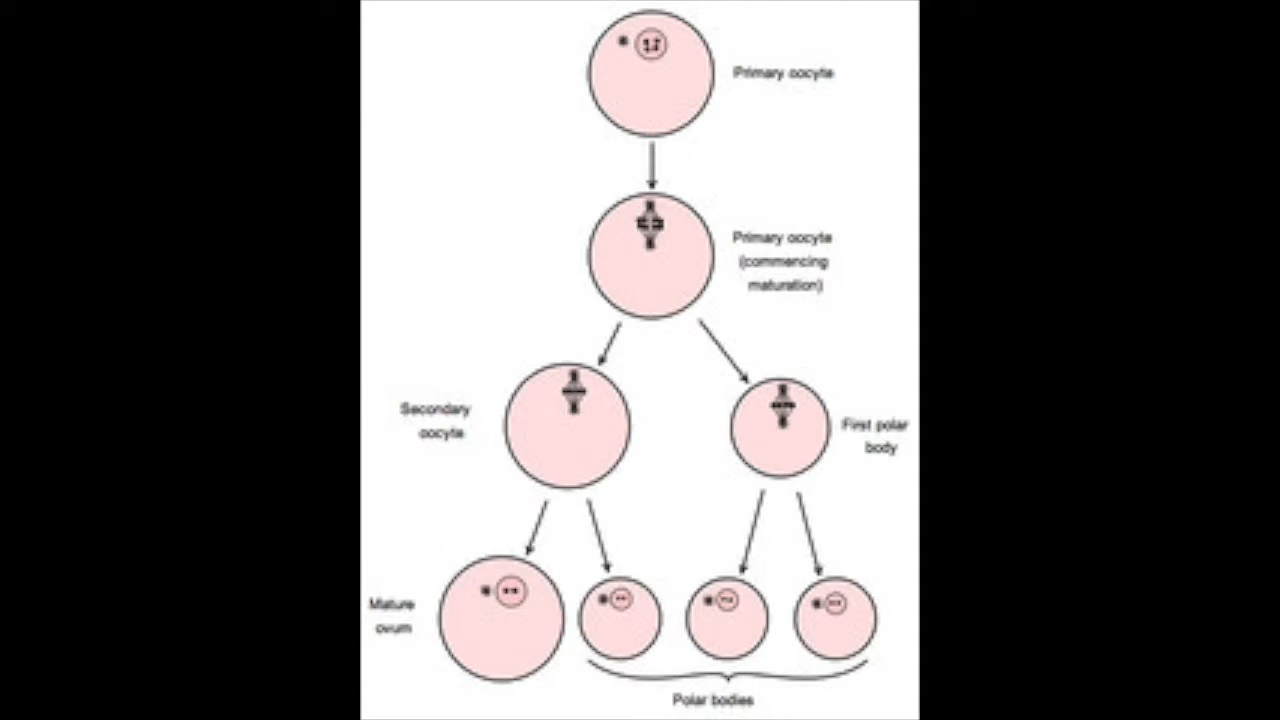 Primary oocyte
Primary oocyte
(commencing
maturation)
Secondary
oocyte
First polar
body
Mature
ovum
Polar bodies